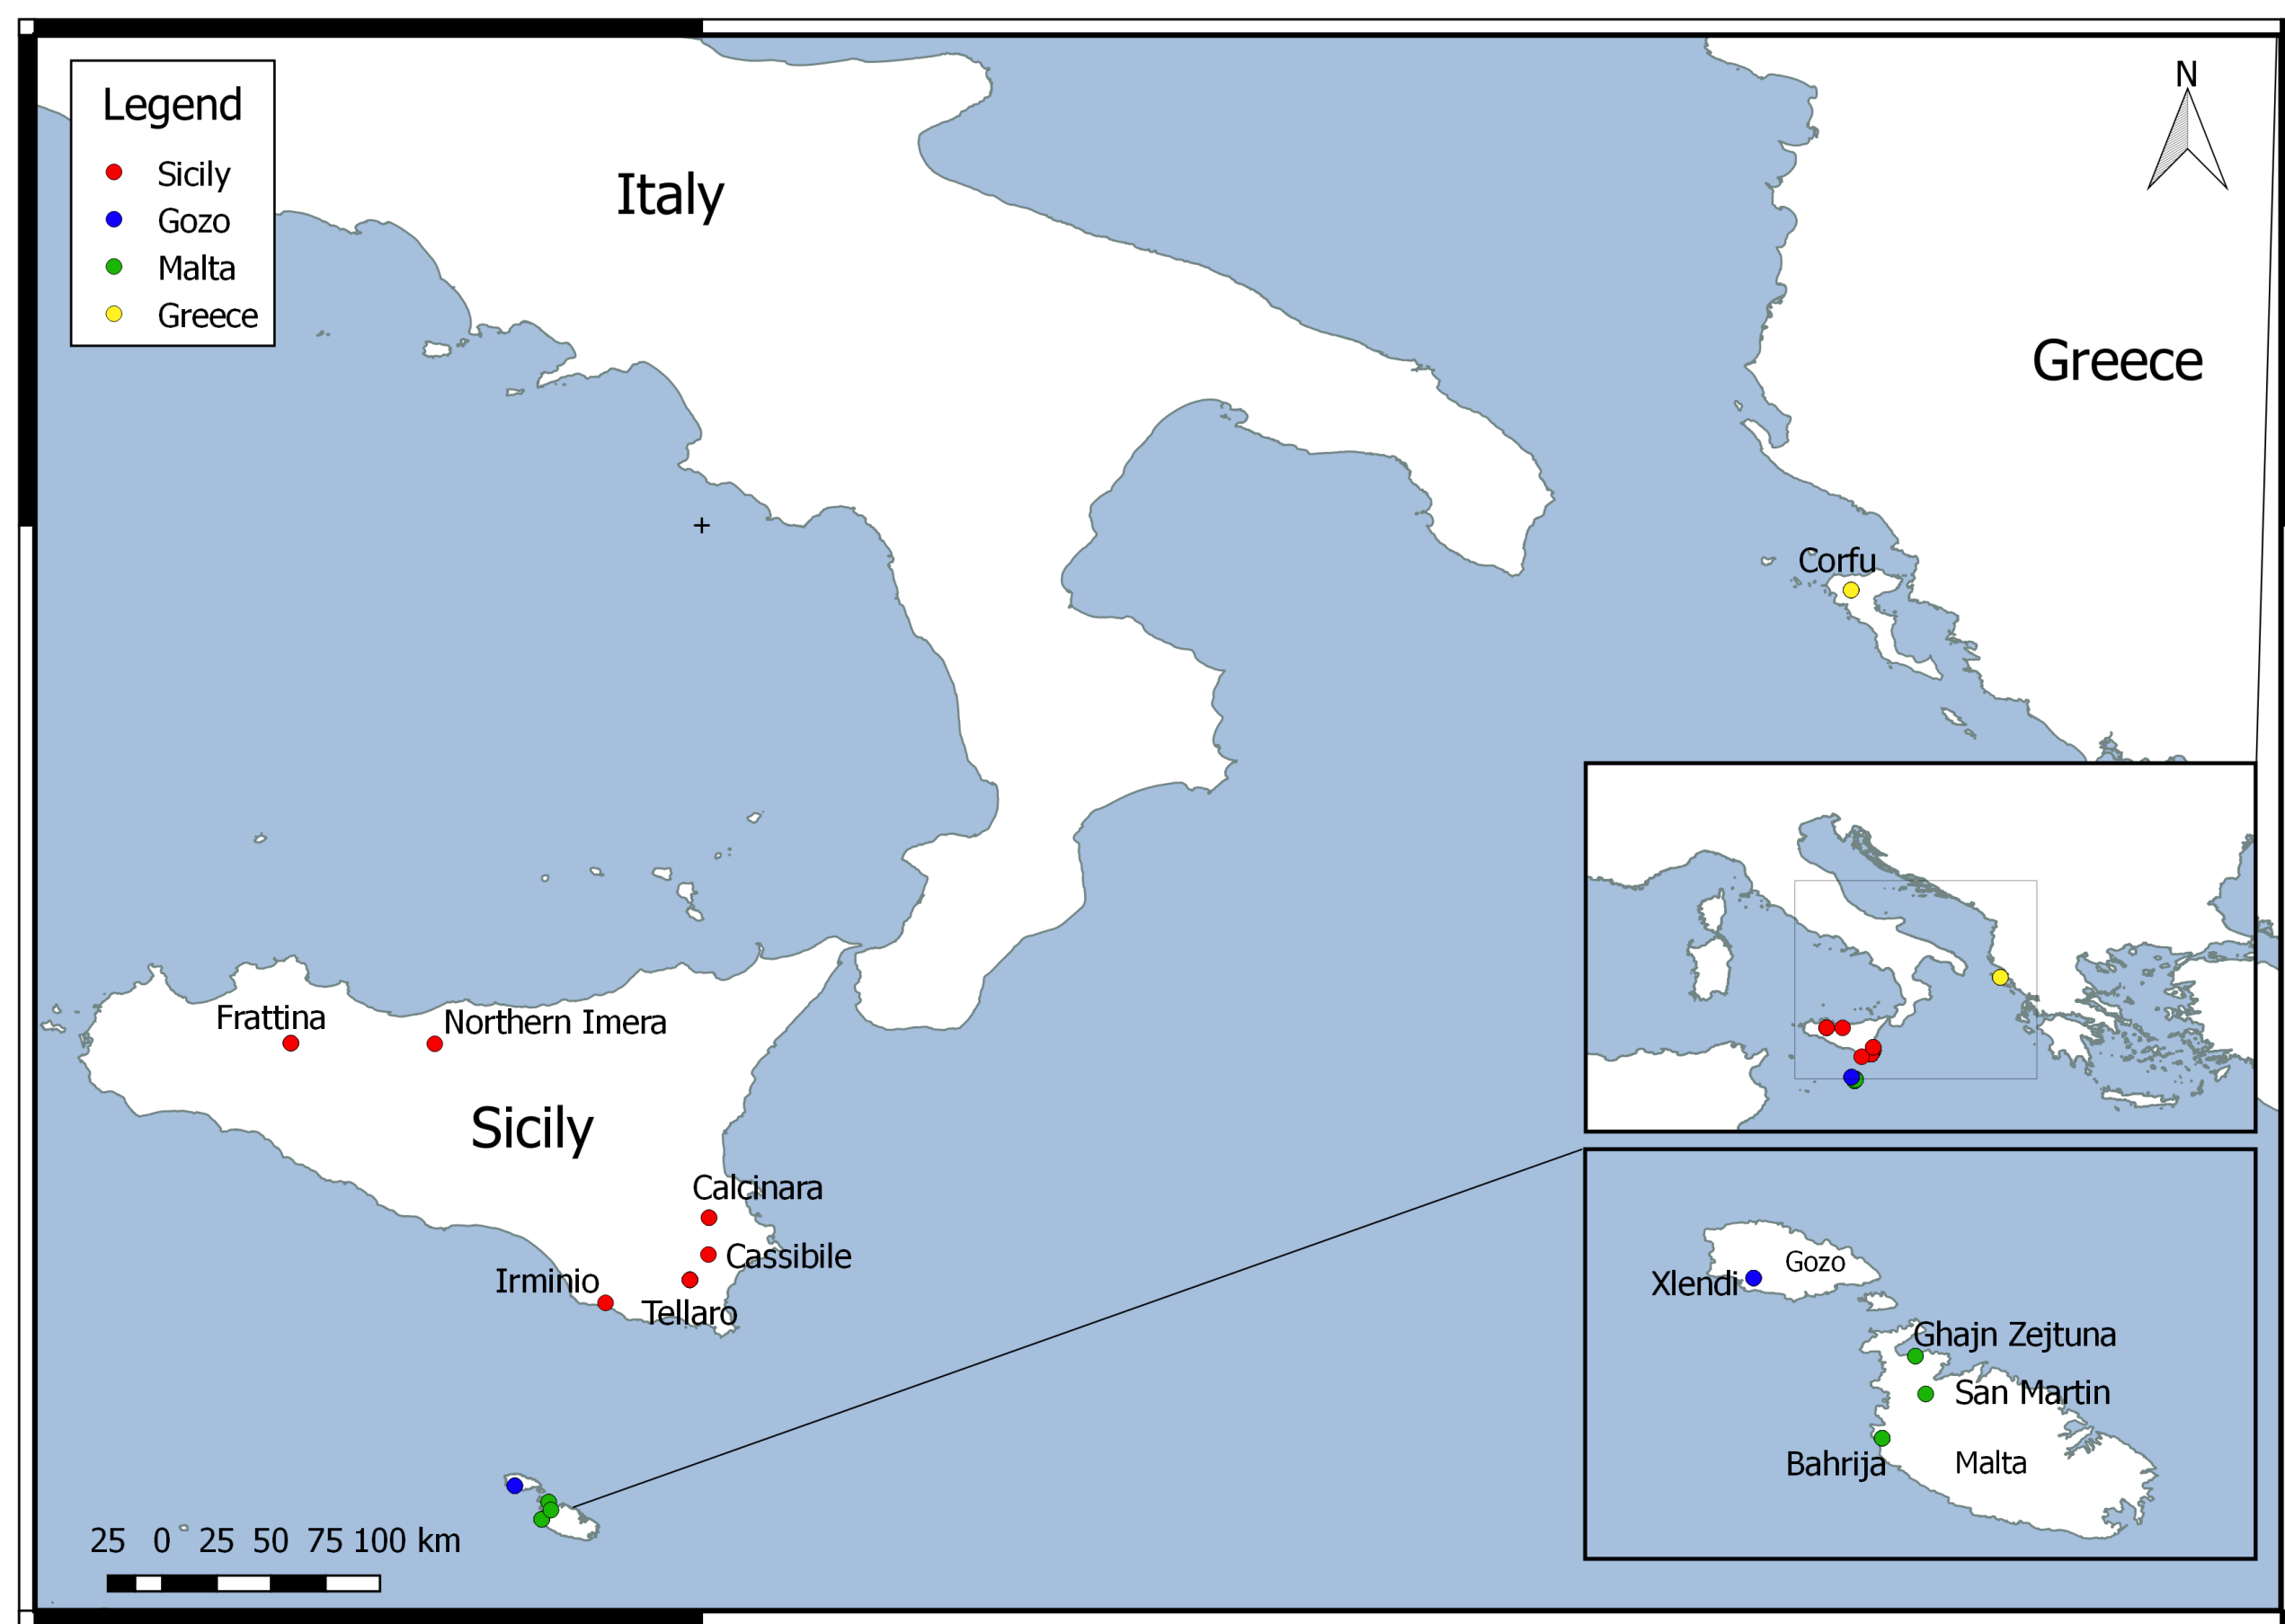 Legend
Sicily
Gozo
Malta
Greece
Italy
N
Greece
Corfu
Frattina
Northern Imera
Sicily
Calcinara
Cassibile
Irminio
Tellaro
Gozo
Xlendi
Ghajn Zejtuna
San Martin
Bahrija
Malta
25 0 25 50 75 100 km